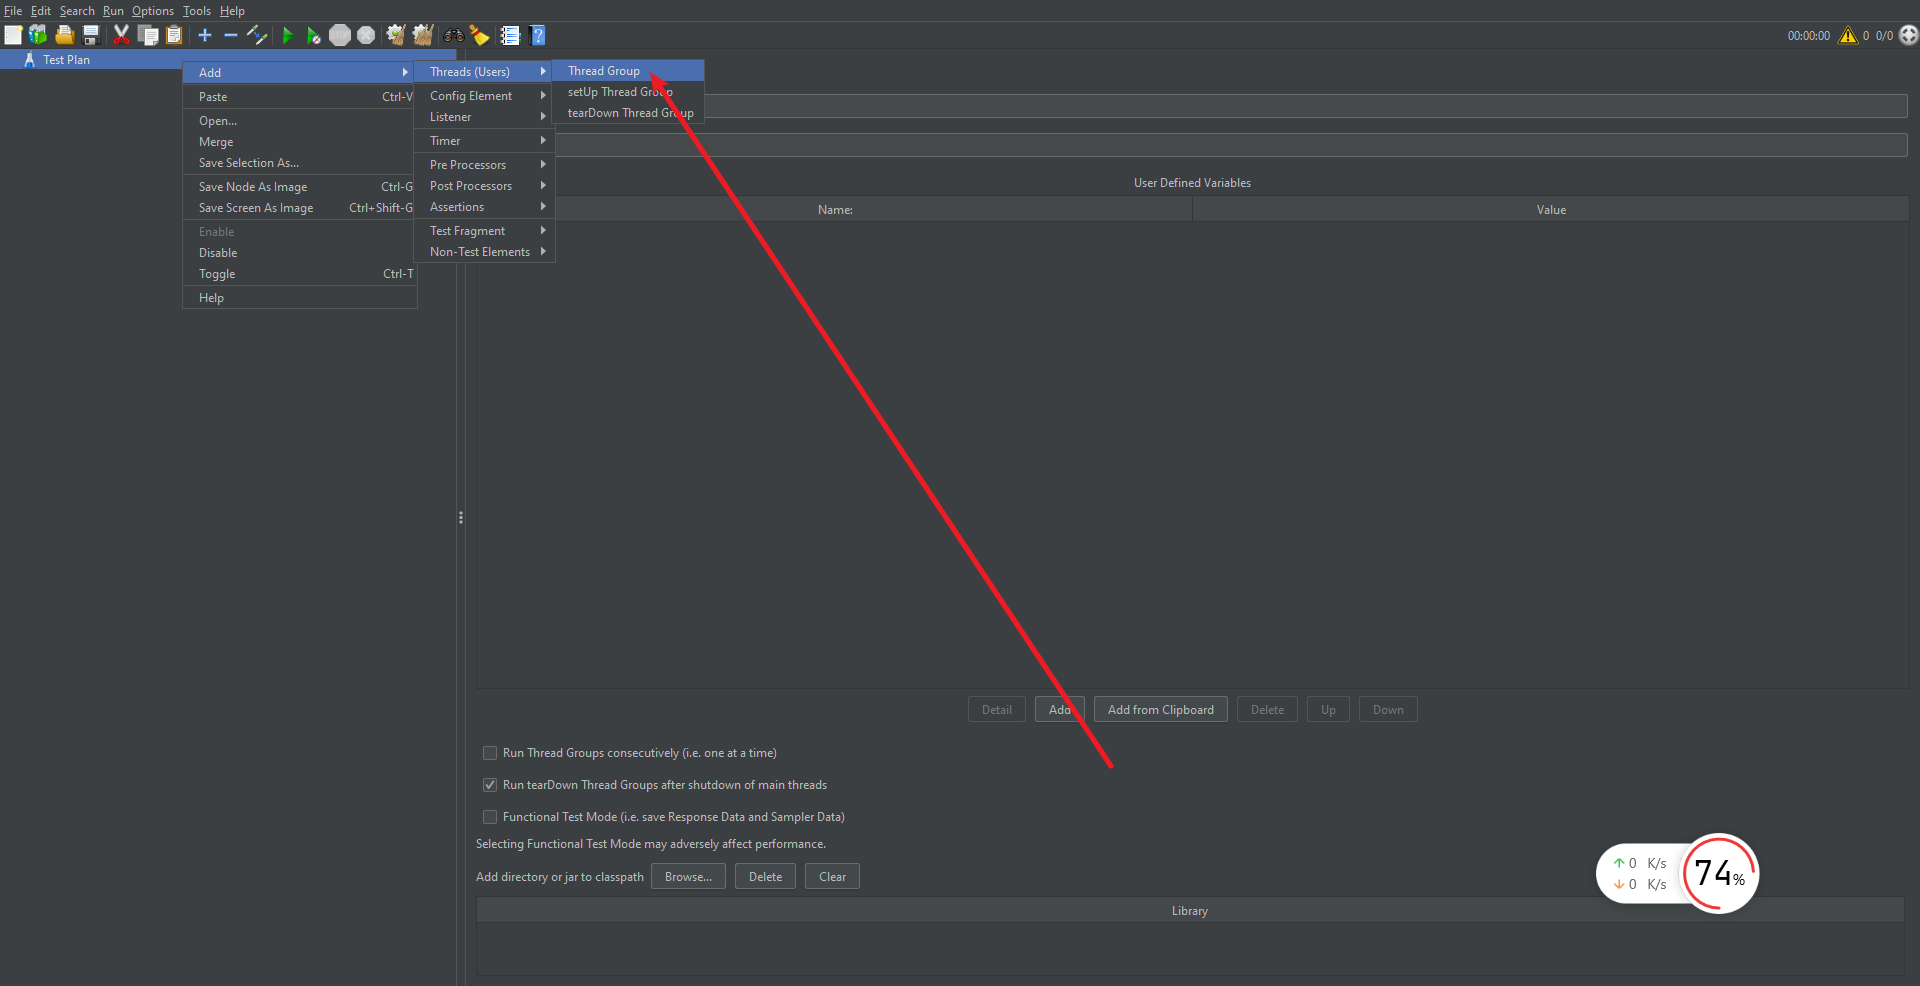 File Edit Search Run Options Tools Help
00:00:00 0 0/0
Test Plan
Add
Paste Ctrl-V
Open...
Merge
Save Selection As...
Save Node As Image Ctrl-G
Save Screen As Image Ctrl+Shift-G
Enable
Disable
Toggle Ctrl-T
Help
Threads (Users)
Config Element
Listener
Timer
Pre Processors
Post Processors
Assertions
Test Fragment
Non-Test Elements
Thread Group
setUp Thread Group
tearDown Thread Group
User Defined Variables
Name: Value
Detail Add Add from Clipboard Delete Up Down
Run Thread Groups consecutively (i.e. one at a time)
Run tearDown Thread Groups after shutdown of main threads
Functional Test Mode (i.e. save Response Data and Sampler Data)
Selecting Functional Test Mode may adversely affect performance.
Add directory or jar to classpath Browse... Delete Clear
Library
0 K/s
0 K/s
74%